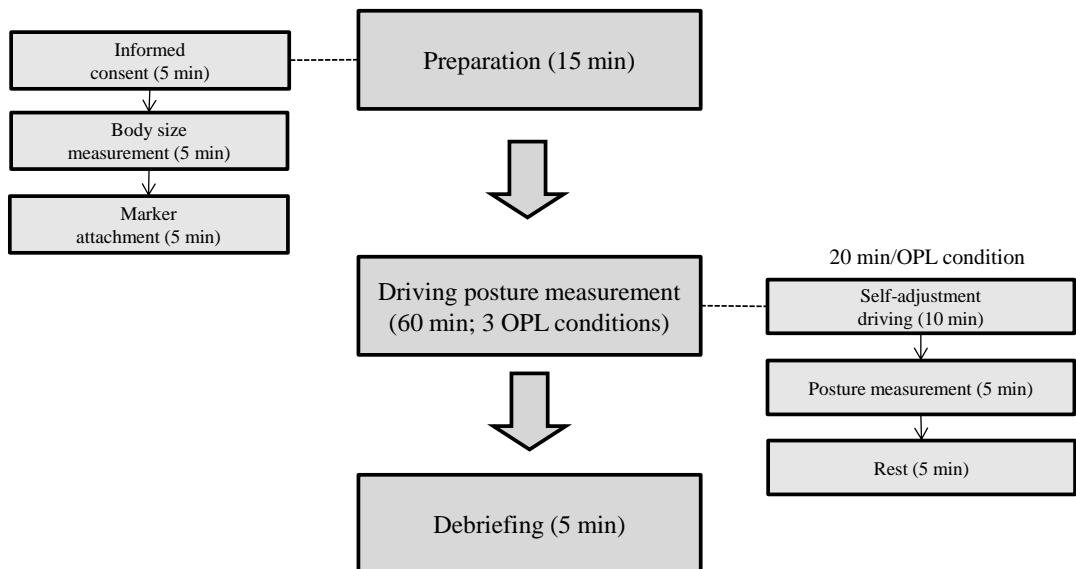 Preparation (15 min)
Informed
consent (5 min)
Body size
measurement (5 min)
Marker
attachment (5 min)
Driving posture measurement
(60 min; 3 OPL conditions)
20 min/OPL condition
Self-adjustment
driving (10 min)
Posture measurement (5 min)
Rest (5 min)
Debriefing (5 min)